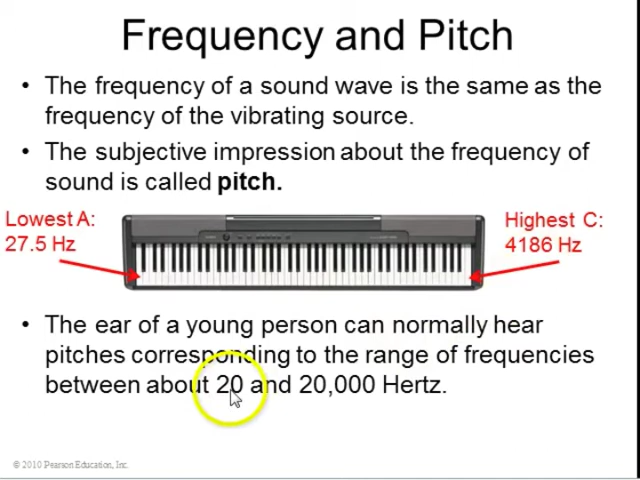 Frequency and Pitch
• The frequency of a sound wave is the same as the
frequency of the vibrating source.
• The subjective impression about the frequency of
sound is called pitch.
Lowest A:
27.5 Hz
Highest C:
4186 Hz
• The ear of a young person can normally hear
pitches corresponding to the range of frequencies
between about 20 and 20,000 Hertz.
© 2010 Pearson Education, Inc.